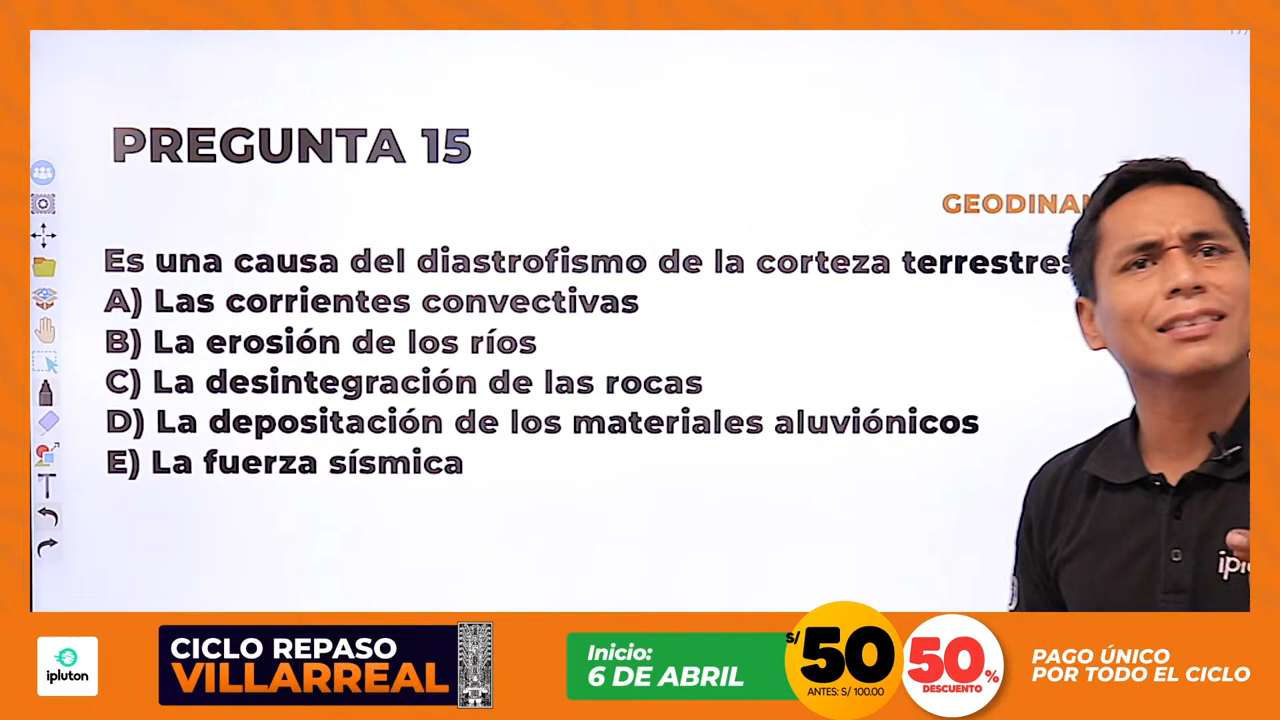 PREGUNTA 15
Es una causa del diastrofismo de la corteza terrestre
A) Las corrientes convectivas
B) La erosión de los ríos
C) La desintegración de las rocas
D) La depositación de los materiales aluviónicos
E) La fuerza sísmica
ipluton
CICLO REPASO
VILLARREAL
Inicio:
6 DE ABRIL
S/ 50
ANTES: S/ 100.00
50%
DESCUENTO
PAGO ÚNICO
POR TODO EL CICLO